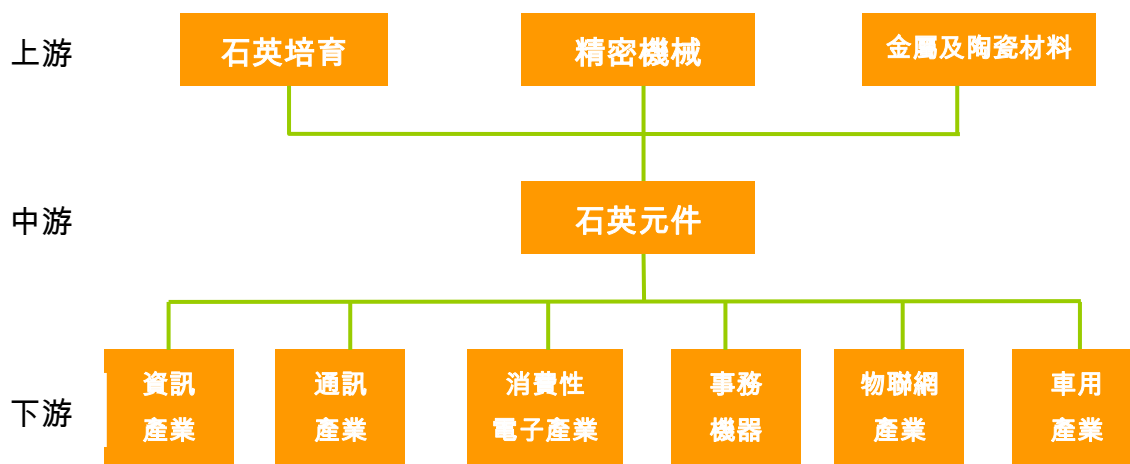 上游
石英培育
精密機械
金屬及陶瓷材料
中游
石英元件
下游
資訊
產業
通訊
產業
消費性
電子產業
事務
機器
物聯網
產業
車用
產業